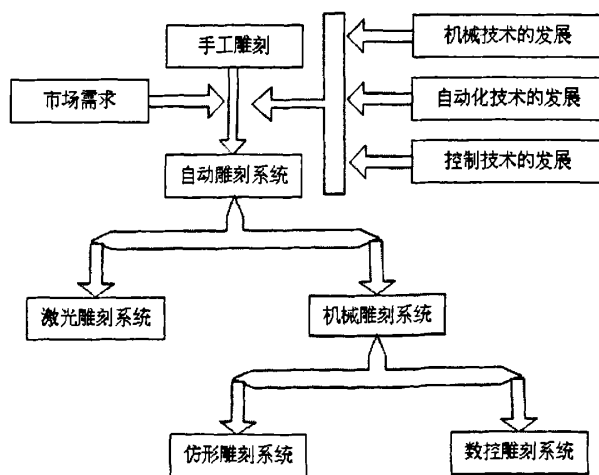 手工雕刻
机械技术的发展
市场需求
自动化技术的发展
控制技术的发展
自动雕刻系统
激光雕刻系统
机械雕刻系统
仿形雕刻系统
数控雕刻系统